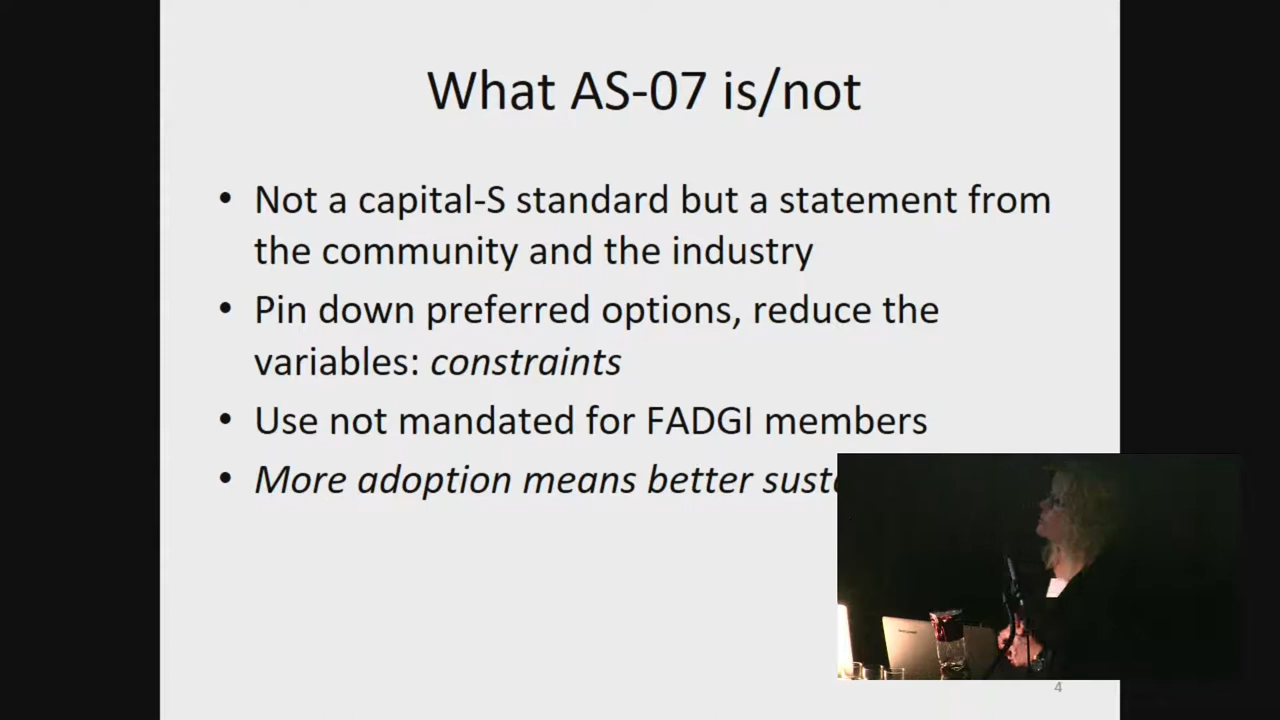 What AS-07 is/not
• Not a capital-S standard but a statement from
the community and the industry
• Pin down preferred options, reduce the
variables: constraints
• Use not mandated for FADGI members
• More adoption means better
4